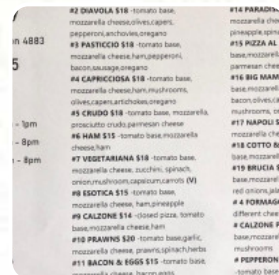 n 4883
5
- 1pm
- 8pm
- 8pm
#2 DIAVOLA $18 -tomato base,
mozzarella cheese,olives,capers,
pepperoni,anchovies,oregano
#3 PASTICCIO $18 -tomato base,
mozzarella cheese,ham,pepperoni,
bacon,sausage,oregano
#4 CAPRICCIOSA $18 -tomato base,
mozzarella cheese,ham,mushrooms,
olives,capers,artichokes,oregano
#5 CRUDO $18 -tomato base, mozzarella,
prosciutto crudo,parmesan cheese
#6 HAM $15 -tomato base,mozzarella
cheese,ham
#7 VEGETARIANA $18 -tomato base,
mozzarella cheese, zucchini, spinach,
onion,mushroom,capsicum,carrots (V)
#8 ESOTICA $15 -tomato base,
mozzarella cheese, ham,pineapple
#9 CALZONE $14 -closed pizza, tomato
base,mozzarella cheese,ham
#10 PRAWNS $20 -tomato base,garlic,
mozzarella cheese, prawns,spinach,herbs
#11 BACON & EGGS $15 -tomato base,
mozzarella cheese, bacon,eggs
#14 PARADIS
mozzarella che
pineapple,spin
#15 PIZZA AL
base,mozzarel
parmesan chee
#16 BIG MAM
base,mozzarel
bacon,olives,c
mushrooms, o
#17 NAPOLI $
mozzarella che
#18 COTTO &
base,mozzarell
#19 BRUCIA $
base,mozzarell
red onions,jala
# 4 FORMAGG
different chee
# CALZONE F
base,mozzarell
mushrooms
# PEPPERON
-tomato base